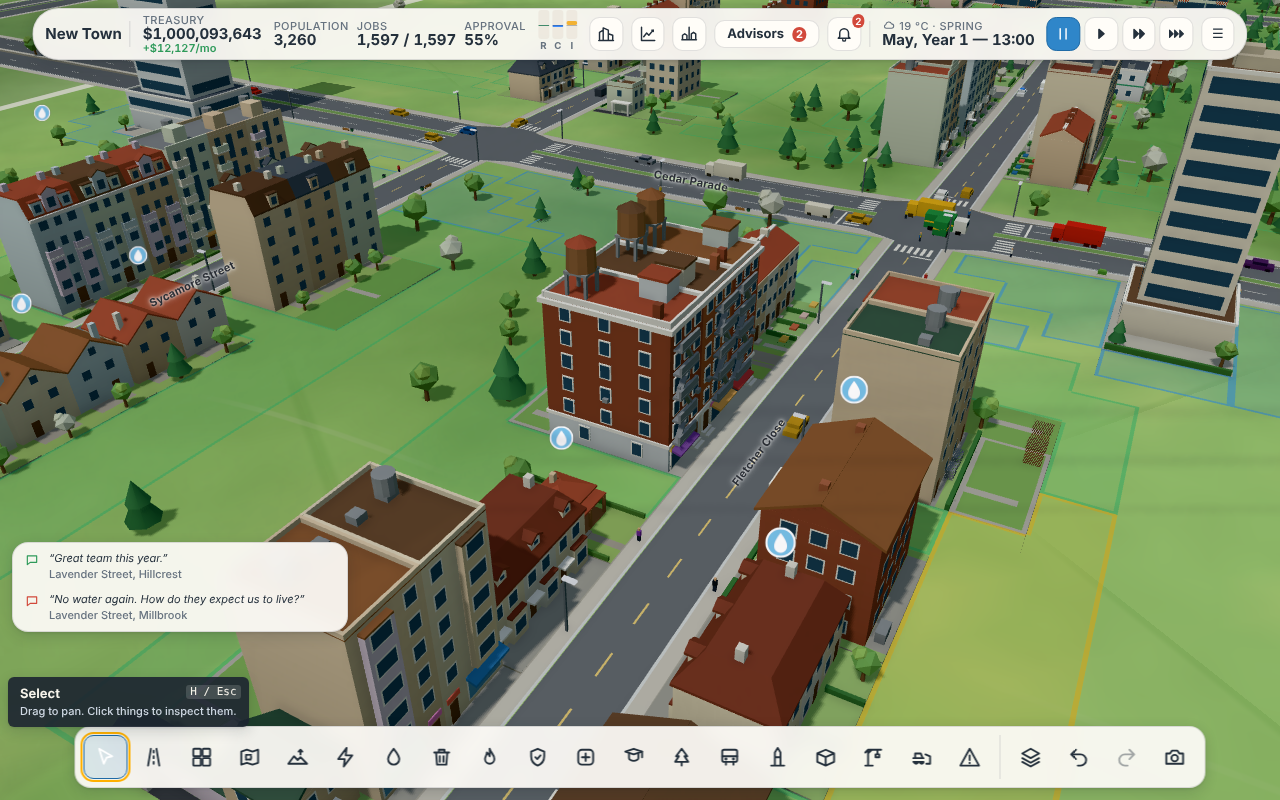 New Town
TREASURY
$1,000,093,643
+$12,127/mo
POPULATION
3,260
JOBS
1,597 / 1,597
APPROVAL
55%
R C I
Advisors 2
2
19 °C · SPRING
May, Year 1 — 13:00
Cedar Parade
Sycamore Street
Fletcher Close
“Great team this year.”
Lavender Street, Hillcrest
“No water again. How do they expect us to live?”
Lavender Street, Millbrook
Select H / Esc
Drag to pan. Click things to inspect them.